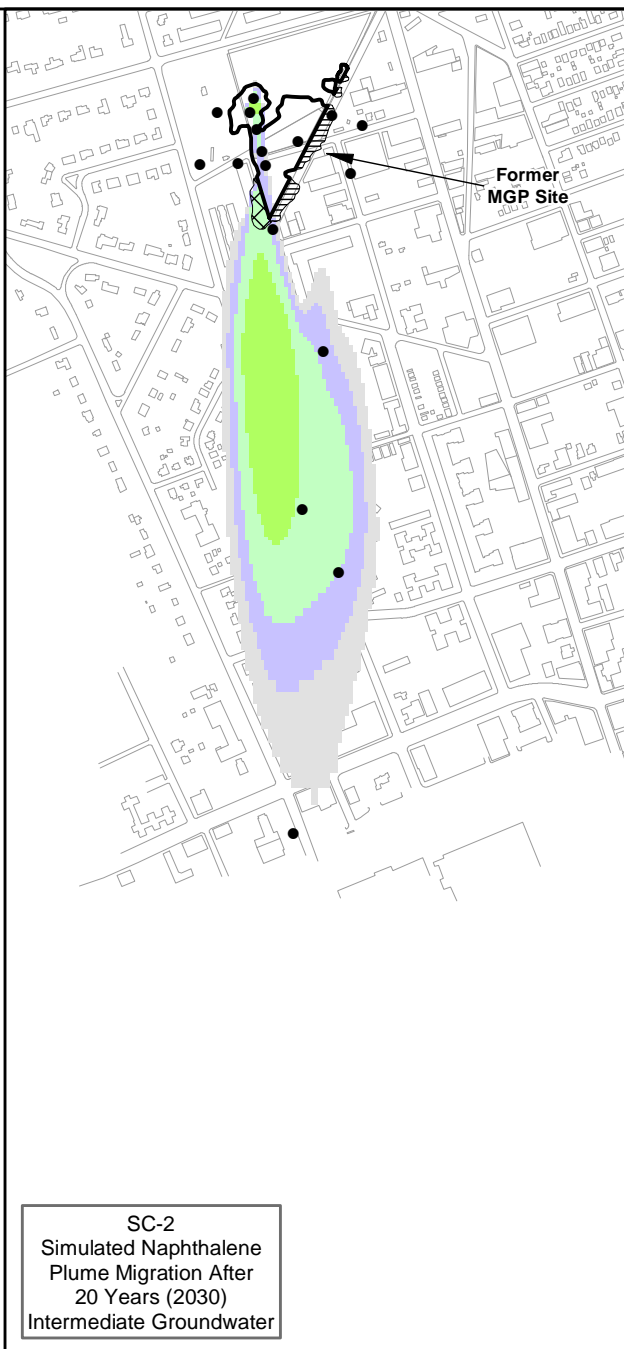 Former
MGP Site
SC-2
Simulated Naphthalene
Plume Migration After
20 Years (2030)
Intermediate Groundwater